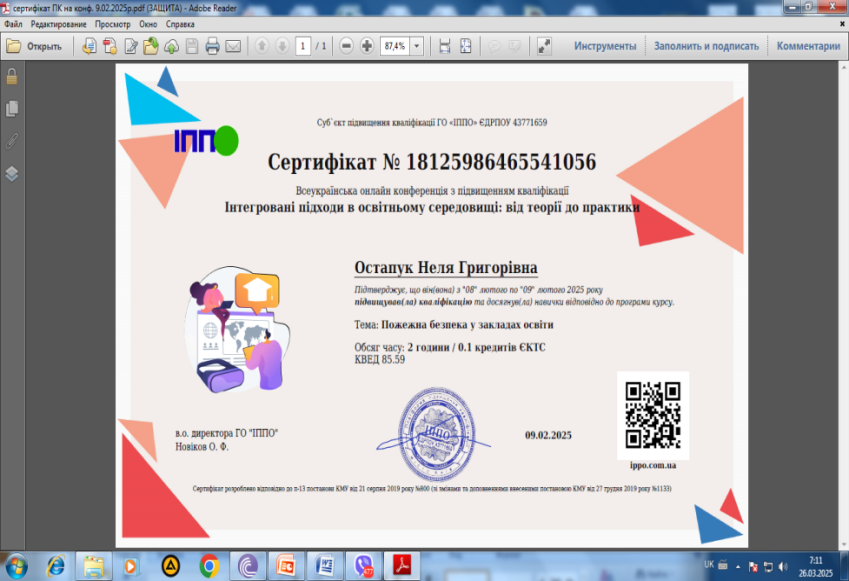 сертифікат ПК на конф. 9.02.2025р.pdf (ЗАЩИТА) - Adobe Reader
Файл Редактирование Просмотр Окно Справка
Открыть 1 / 1 87,4% Инструменты Заполнить и подписать Комментарии
Суб`єкт підвищення кваліфікації ГО «ІППО» ЄДРПОУ 43771659
ІППО
Сертифікат № 18125986465541056
Всеукраїнська онлайн конференція з підвищенням кваліфікації
Інтегровані підходи в освітньому середовищі: від теорії до практики
Остапук Неля Григорівна
Підтверджує, що він(вона) з "08" лютого по "09" лютого 2025 року
підвищував(ла) кваліфікацію та досягнув(ла) навички відповідно до програми курсу.
Тема: Пожежна безпека у закладах освіти
Обсяг часу: 2 години / 0.1 кредитів ЄКТС
КВЕД 85.59
в.о. директора ГО "ІППО"
Новіков О. Ф.
ІППО
09.02.2025
ippo.com.ua
Сертифікат розроблено відповідно до п-13 постанови КМУ від 21 серпня 2019 року №800 (зі змінами та доповненнями внесеними постановою КМУ від 27 грудня 2019 року №1133)
UK
7:11
26.03.2025